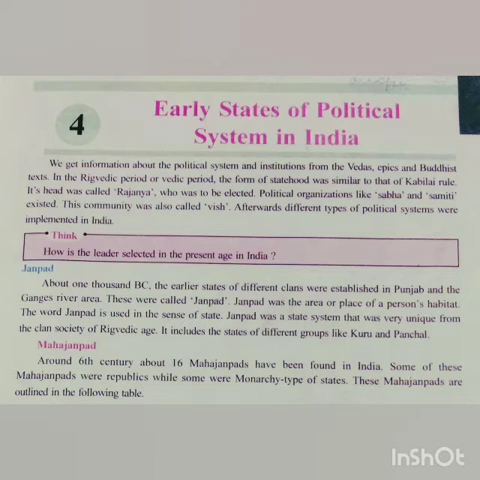 4
Early States of Political
System in India
We get information about the political system and institutions from the Vedas, epics and Buddhist
texts. In the Rigvedic period or vedic period, the form of statehood was similar to that of Kabilai rule.
It's head was called 'Rajanya', who was to be elected. Political organizations like 'sabha' and 'samiti'
existed. This community was also called 'vish'. Afterwards different types of political systems were
implemented in India.
Think
How is the leader selected in the present age in India ?
Janpad
About one thousand BC, the earlier states of different clans were established in Punjab and the
Ganges river area. These were called 'Janpad'. Janpad was the area or place of a person's habitat.
The word Janpad is used in the sense of state. Janpad was a state system that was very unique from
the clan society of Rigvedic age. It includes the states of different groups like Kuru and Panchal.
Mahajanpad
Around 6th century about 16 Mahajanpads have been found in India. Some of these
Mahajanpads were republics while some were Monarchy-type of states. These Mahajanpads are
outlined in the following table.
InShOt